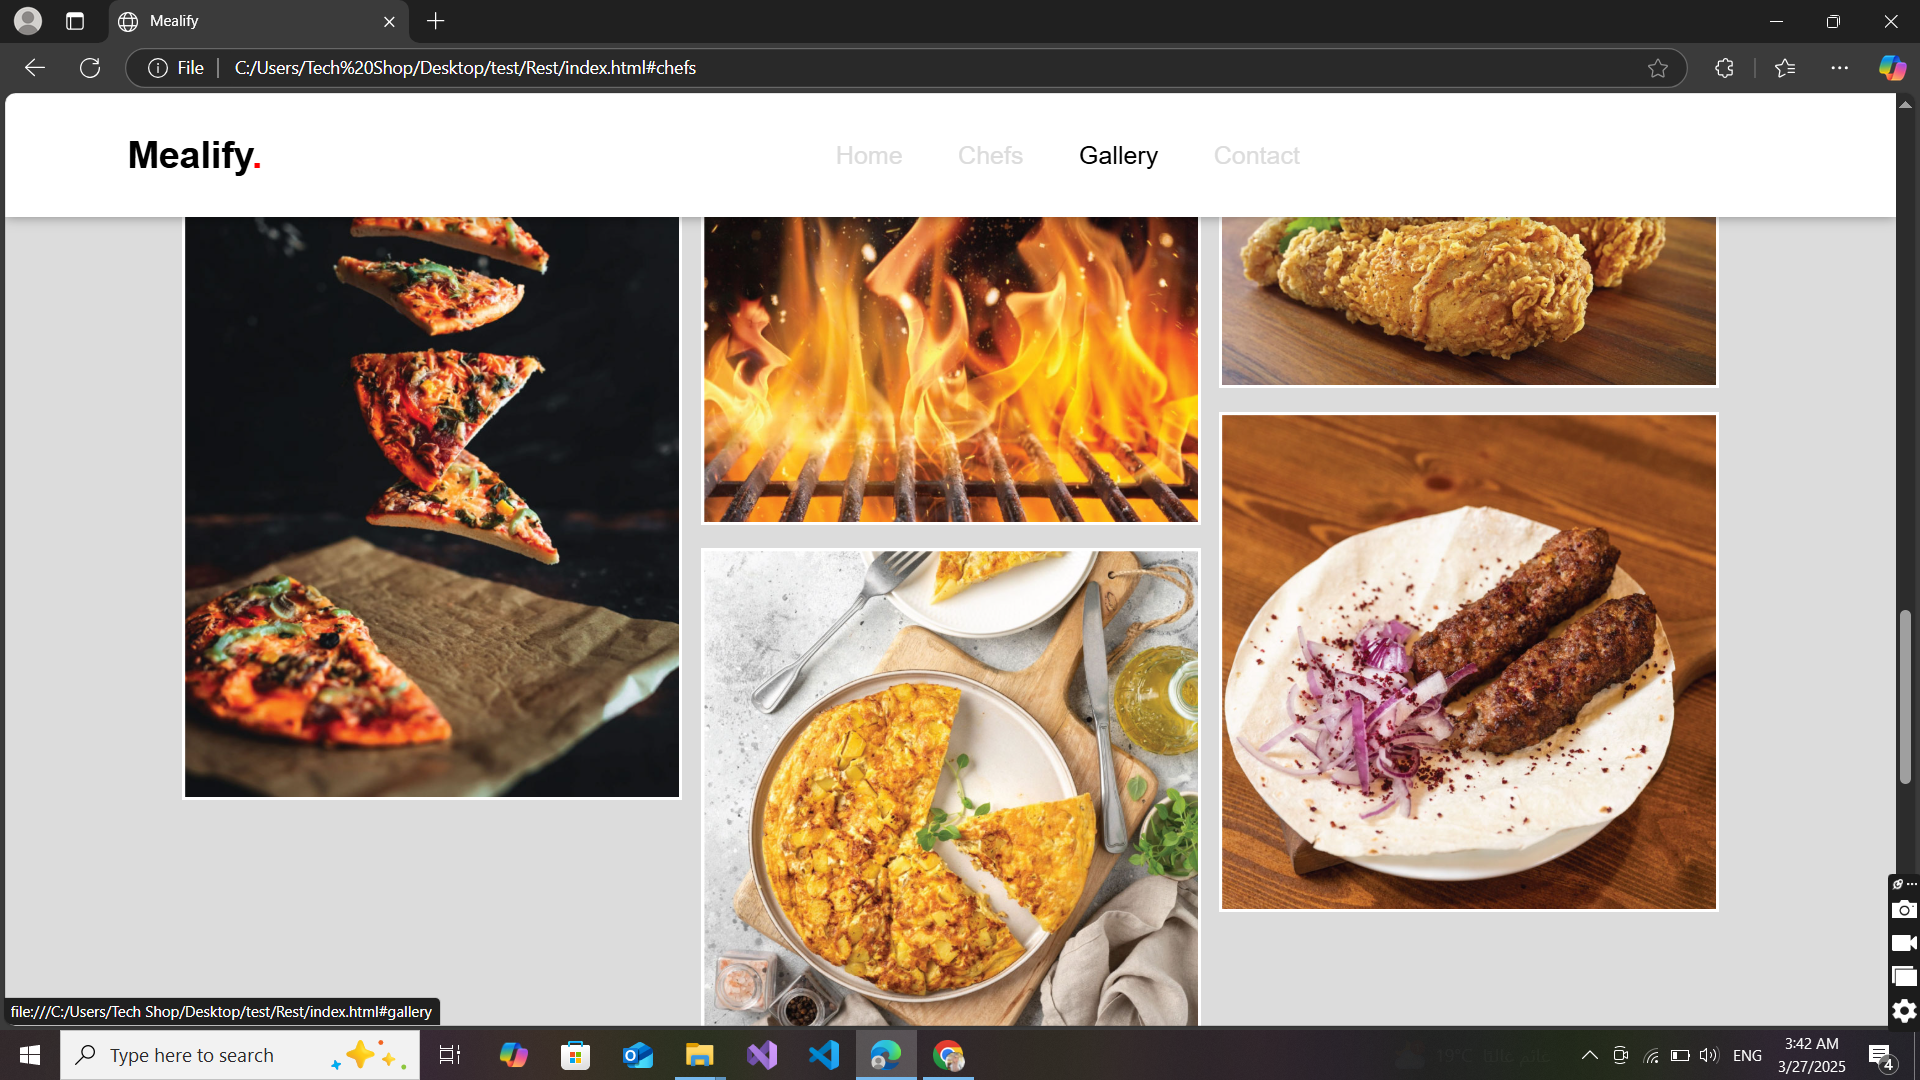 Mealify
File
C:/Users/Tech%20Shop/Desktop/test/Rest/index.html#chefs
Mealify.
Home
Chefs
Gallery
Contact
file:///C:/Users/Tech Shop/Desktop/test/Rest/index.html#gallery
Type here to search
ENG
3:42 AM
3/27/2025
4